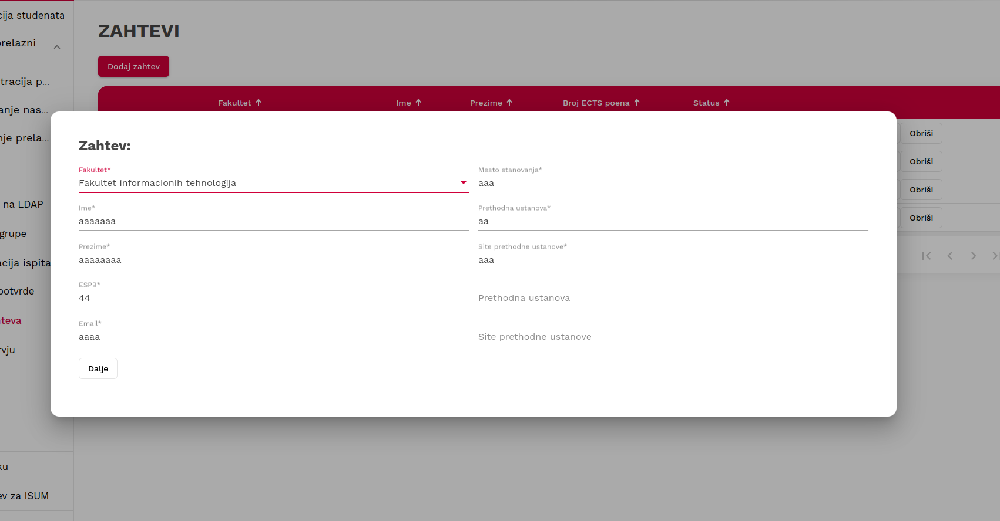 cija studenata
ZAHTEVI
prelazni
Dodaj zahtev
tracija p...
Fakultet Ime Prezime Broj ECTS poena Status
anje nas...
nje prela...
Obriši
Obriši
Obriši
Obriši
na LDAP
grupe
acija ispita
potvrde
hteva
rvju
Zahtev:
Fakultet*
Fakultet informacionih tehnologija
Ime*
aaaaaaa
Prezime*
aaaaaaaa
ESPB*
44
Email*
aaaa
Mesto stanovanja*
aaa
Prethodna ustanova*
aa
Site prethodne ustanove*
aaa
Prethodna ustanova
Site prethodne ustanove
Dalje
ku
ev za ISUM